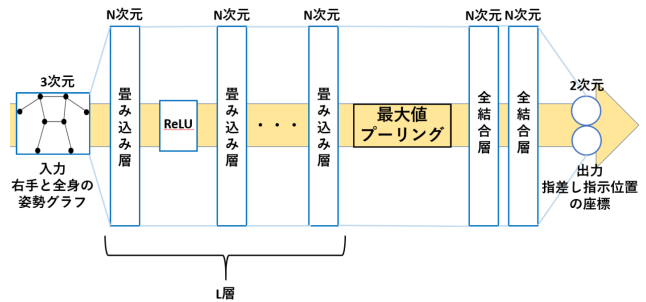 N次元
N次元
N次元
N次元
N次元
3次元
2次元
畳み込み層
ReLU
畳み込み層
・・・
畳み込み層
最大値
プーリング
全結合層
全結合層
入力
右手と全身の
姿勢グラフ
出力
指差し指示位置
の座標
L層